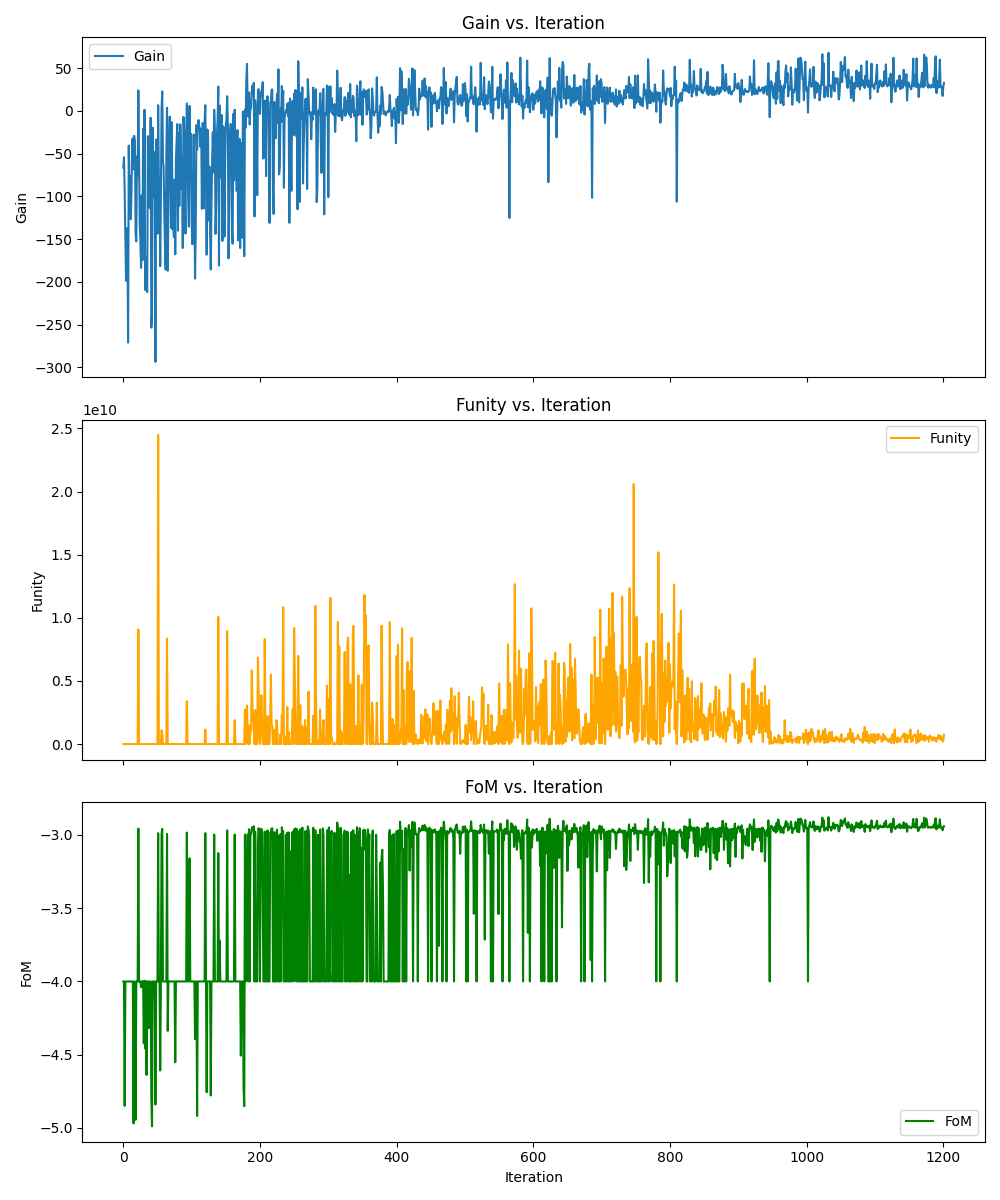 Gain vs. Iteration
Gain
50
0
−50
−100
−150
−200
−250
−300
Gain
Funity vs. Iteration
1e10
Funity
2.5
2.0
1.5
1.0
0.5
0.0
Funity
FoM vs. Iteration
−3.0
−3.5
−4.0
−4.5
−5.0
FoM
FoM
0 200 400 600 800 1000 1200
Iteration